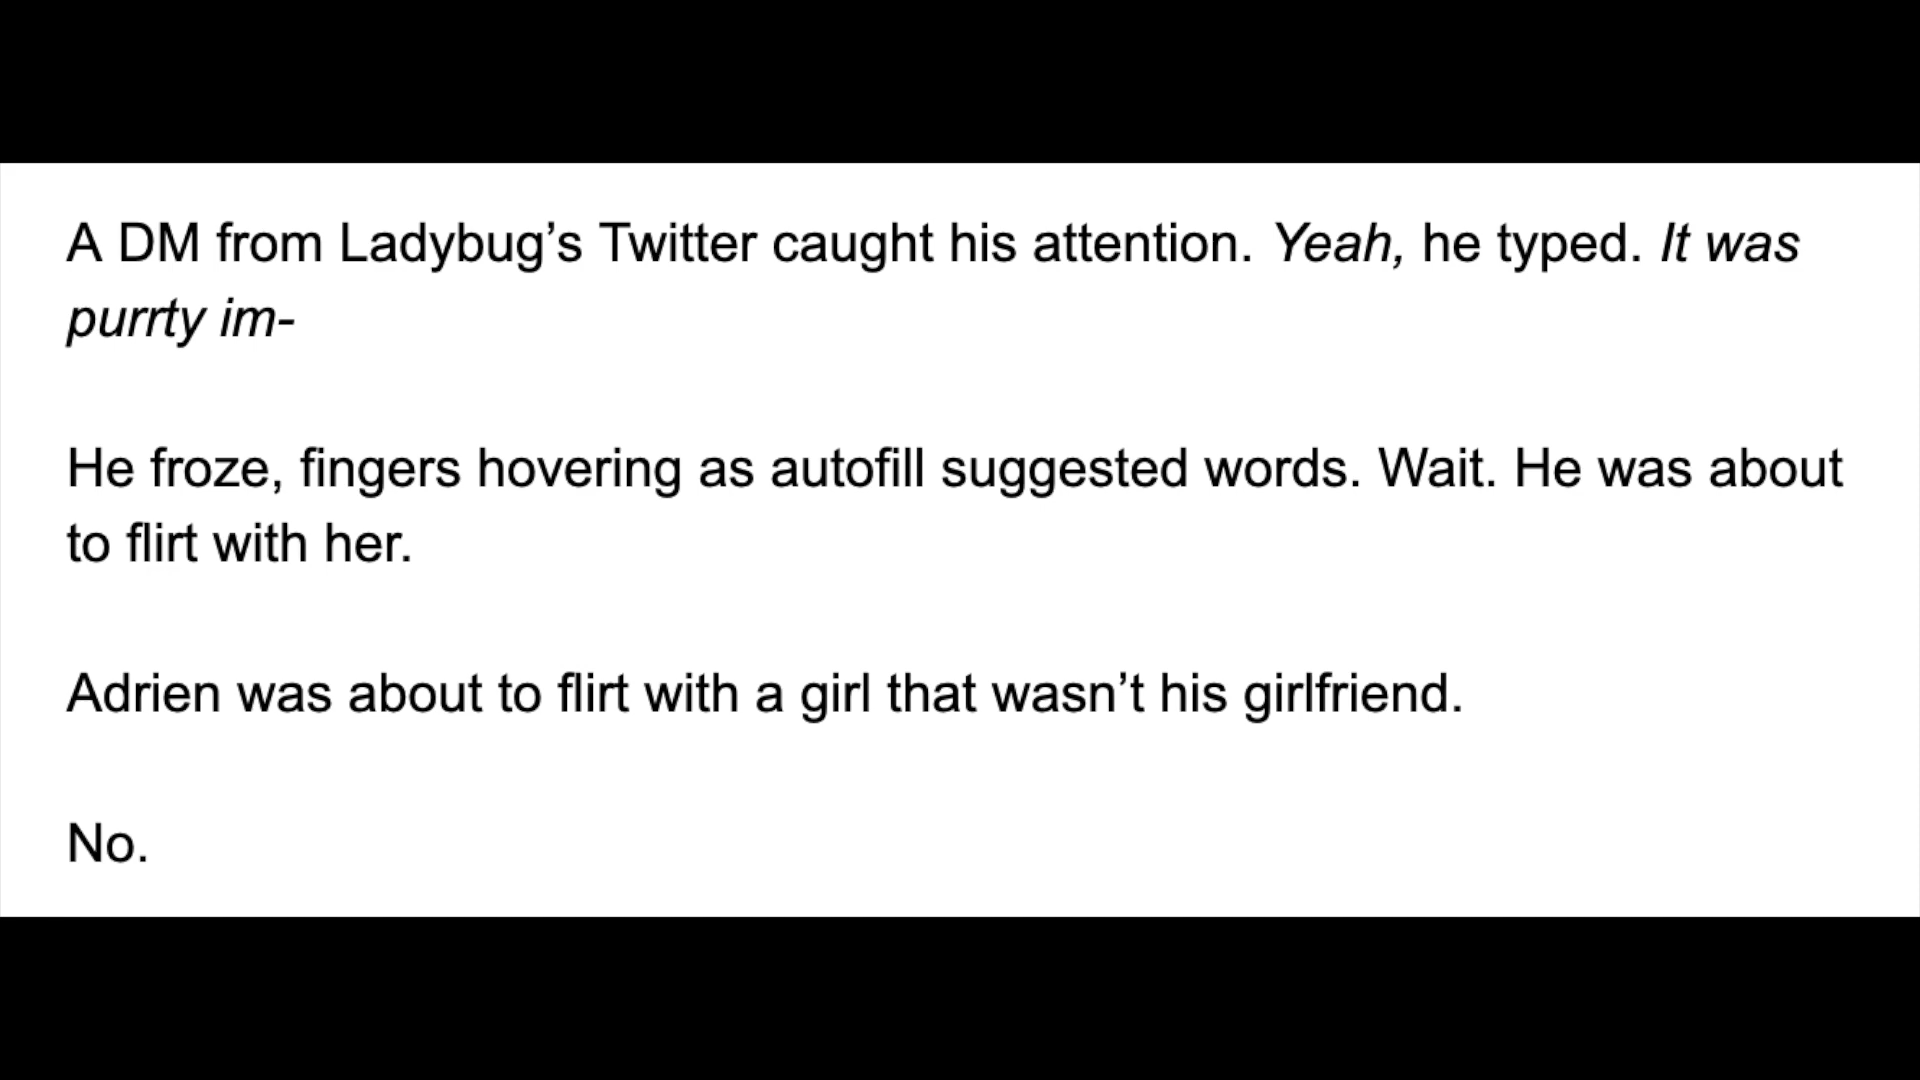 A DM from Ladybug’s Twitter caught his attention. Yeah, he typed. It was
purrty im-
He froze, fingers hovering as autofill suggested words. Wait. He was about
to flirt with her.
Adrien was about to flirt with a girl that wasn’t his girlfriend.
No.